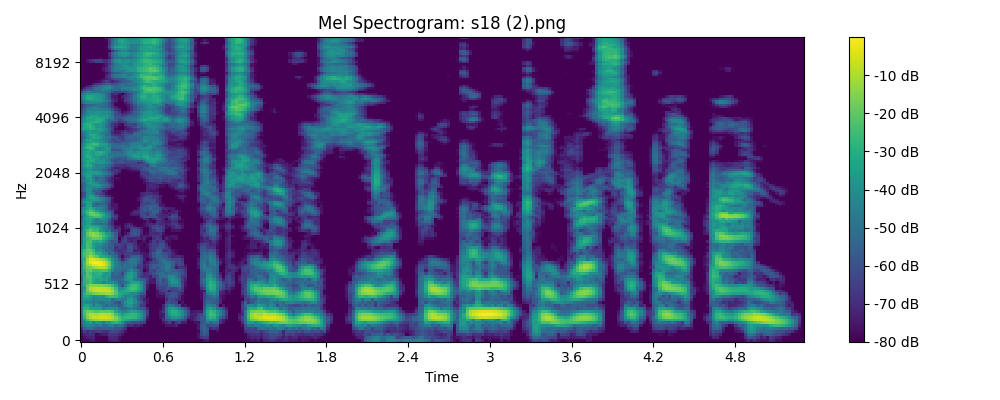 Mel Spectrogram: s18 (2).png
Hz
8192
4096
2048
1024
512
0
0 0.6 1.2 1.8 2.4 3 3.6 4.2 4.8
Time
-10 dB
-20 dB
-30 dB
-40 dB
-50 dB
-60 dB
-70 dB
-80 dB